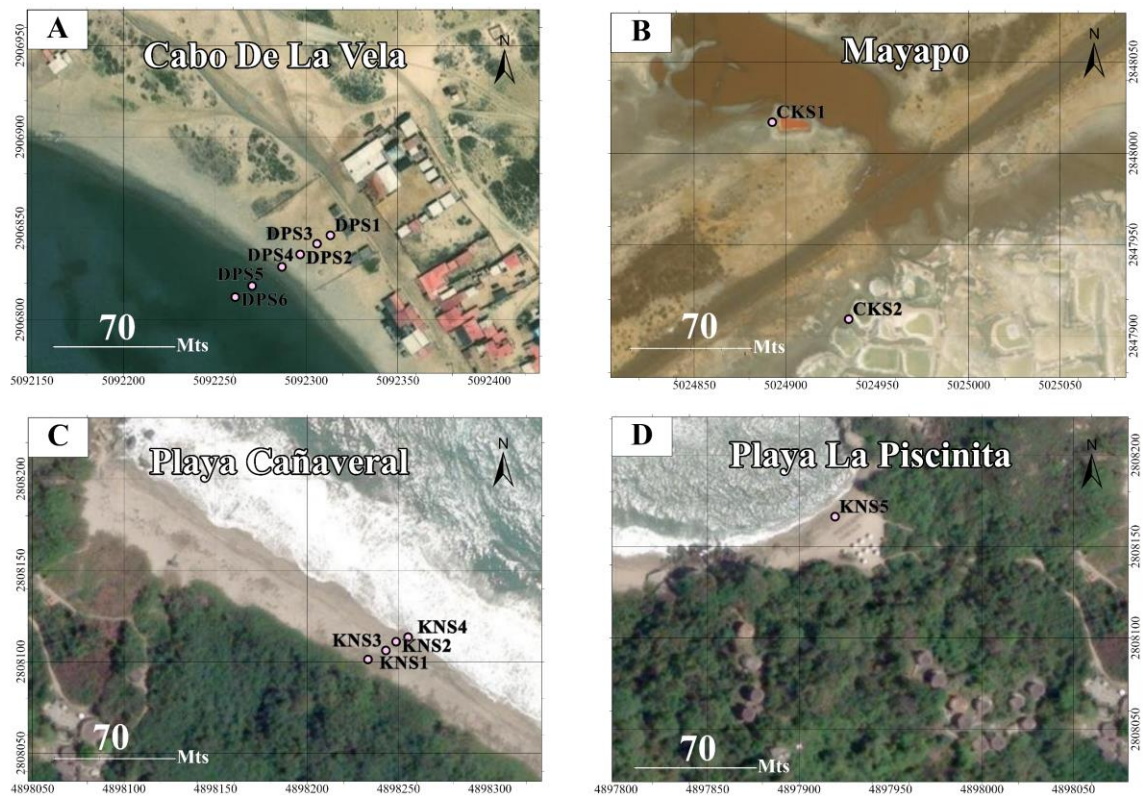 A
Cabo De La Vela
N
2906950
2906900
2906850
2906800
DPS1
DPS3
DPS2
DPS4
DPS5
DPS6
70
Mts
5092150 5092200 5092250 5092300 5092350 5092400
B
Mayapo
N
2848050
2848000
2847950
2847900
CKS1
CKS2
70
Mts
5024850 5024900 5024950 5025000 5025050
C
Playa Cañaveral
N
2808200
2808150
2808100
2808050
KNS4
KNS3 KNS2
KNS1
70
Mts
4898050 4898100 4898150 4898200 4898250 4898300
D
Playa La Piscinita
N
2808200
2808150
2808100
2808050
KNS5
70
Mts
4897800 4897850 4897900 4897950 4898000 4898050